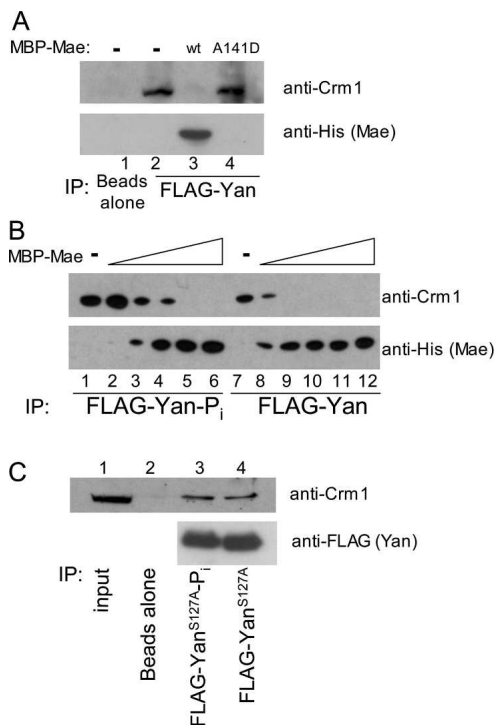 A
MBP-Mae: - - wt A141D
anti-Crm1
anti-His (Mae)
1 2 3 4
IP: Beads alone FLAG-Yan
B
MBP-Mae - -
anti-Crm1
anti-His (Mae)
1 2 3 4 5 6 7 8 9 10 11 12
IP: FLAG-Yan-Pi FLAG-Yan
C
1 2 3 4
anti-Crm1
anti-FLAG (Yan)
IP: input Beads alone FLAG-YanS127A-Pi FLAG-YanS127A